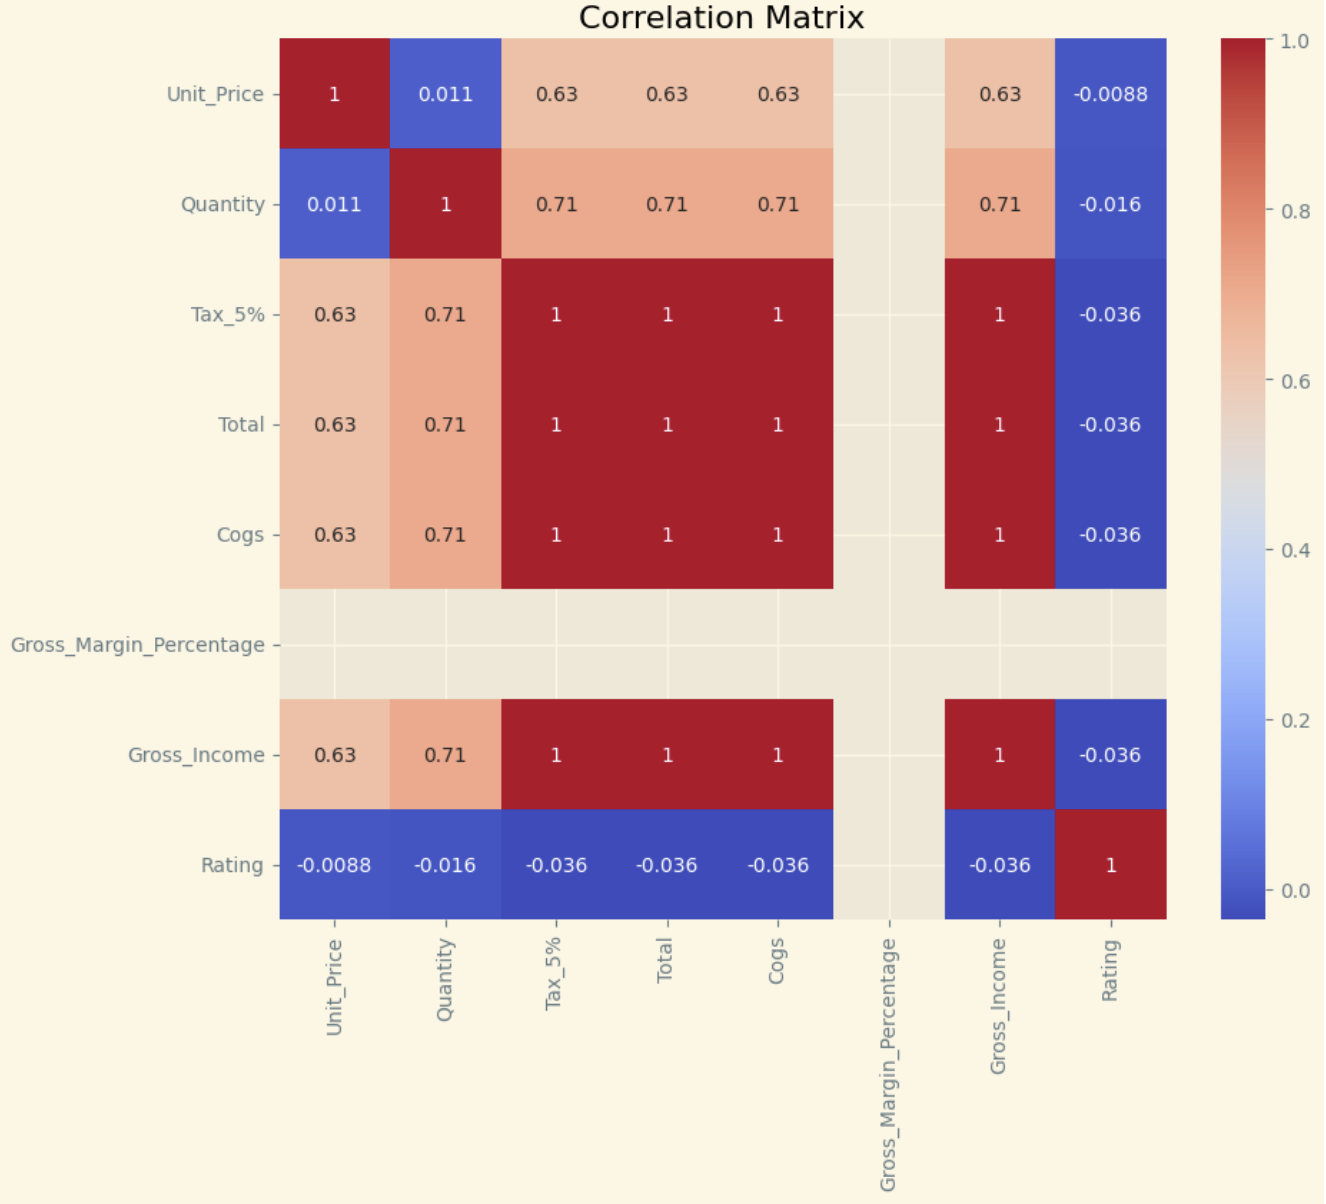 Correlation Matrix
Unit_Price 1 0.011 0.63 0.63 0.63 0.63 -0.0088
Quantity 0.011 1 0.71 0.71 0.71 0.71 -0.016
Tax_5% 0.63 0.71 1 1 1 1 -0.036
Total 0.63 0.71 1 1 1 1 -0.036
Cogs 0.63 0.71 1 1 1 1 -0.036
Gross_Margin_Percentage
Gross_Income 0.63 0.71 1 1 1 1 -0.036
Rating -0.0088 -0.016 -0.036 -0.036 -0.036 -0.036 1
Unit_Price
Quantity
Tax_5%
Total
Cogs
Gross_Margin_Percentage
Gross_Income
Rating
1.0
0.8
0.6
0.4
0.2
0.0